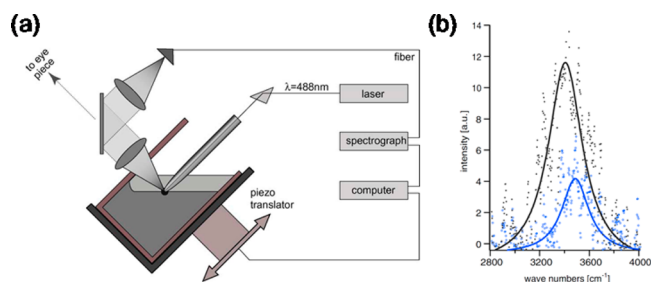 (a)
to eye
piece
fiber
λ=488nm
laser
spectrograph
computer
piezo
translator
(b)
intensity [a.u.]
14
12
10
8
6
4
2
0
2800
3200
3600
4000
wave numbers [cm⁻¹]